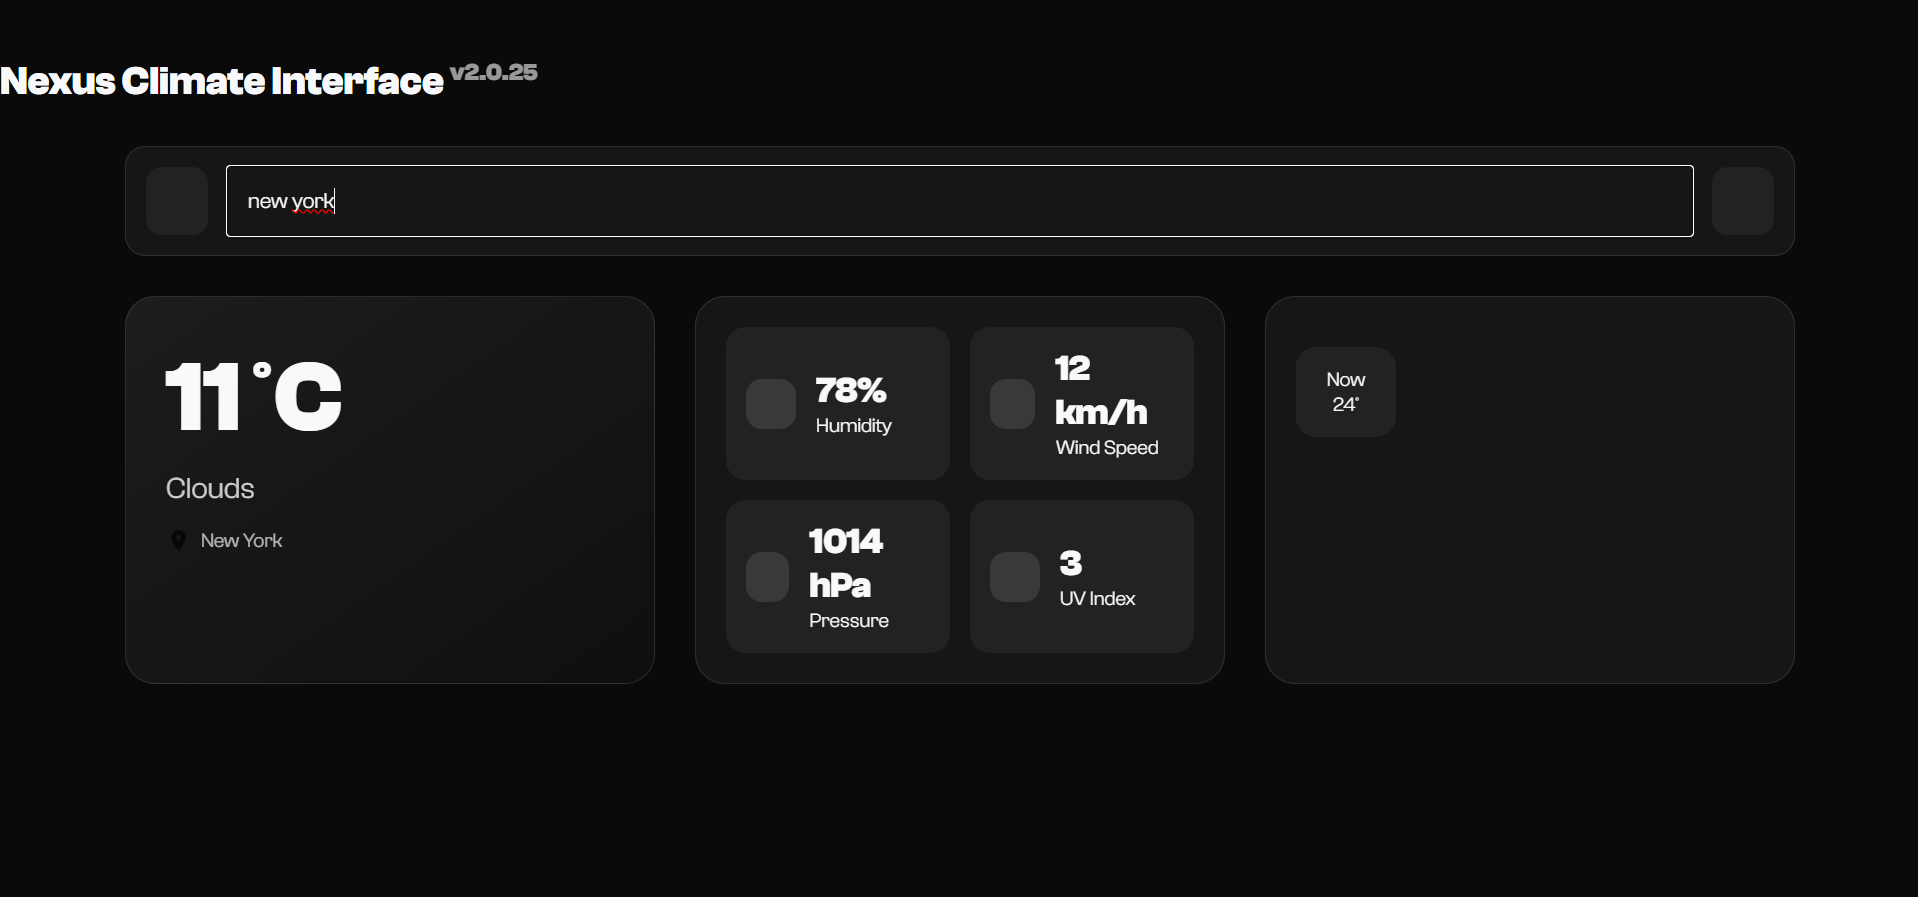 Nexus Climate Interface v2.0.25
new york
11°C
Clouds
New York
78%
Humidity
12
km/h
Wind Speed
1014
hPa
Pressure
3
UV Index
Now
24°